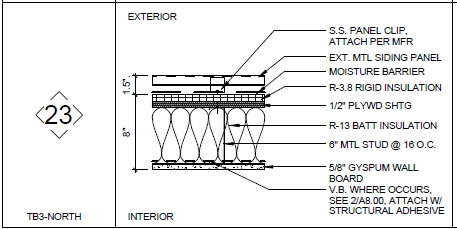 EXTERIOR
S.S. PANEL CLIP,
ATTACH PER MFR
EXT. MTL SIDING PANEL
MOISTURE BARRIER
1.5"
R-3.8 RIGID INSULATION
1/2" PLYWD SHTG
23
8"
R-13 BATT INSULATION
6" MTL STUD @ 16 O.C.
5/8" GYSPUM WALL
BOARD
V.B. WHERE OCCURS,
SEE 2/A8.00, ATTACH W/
STRUCTURAL ADHESIVE
TB3-NORTH
INTERIOR